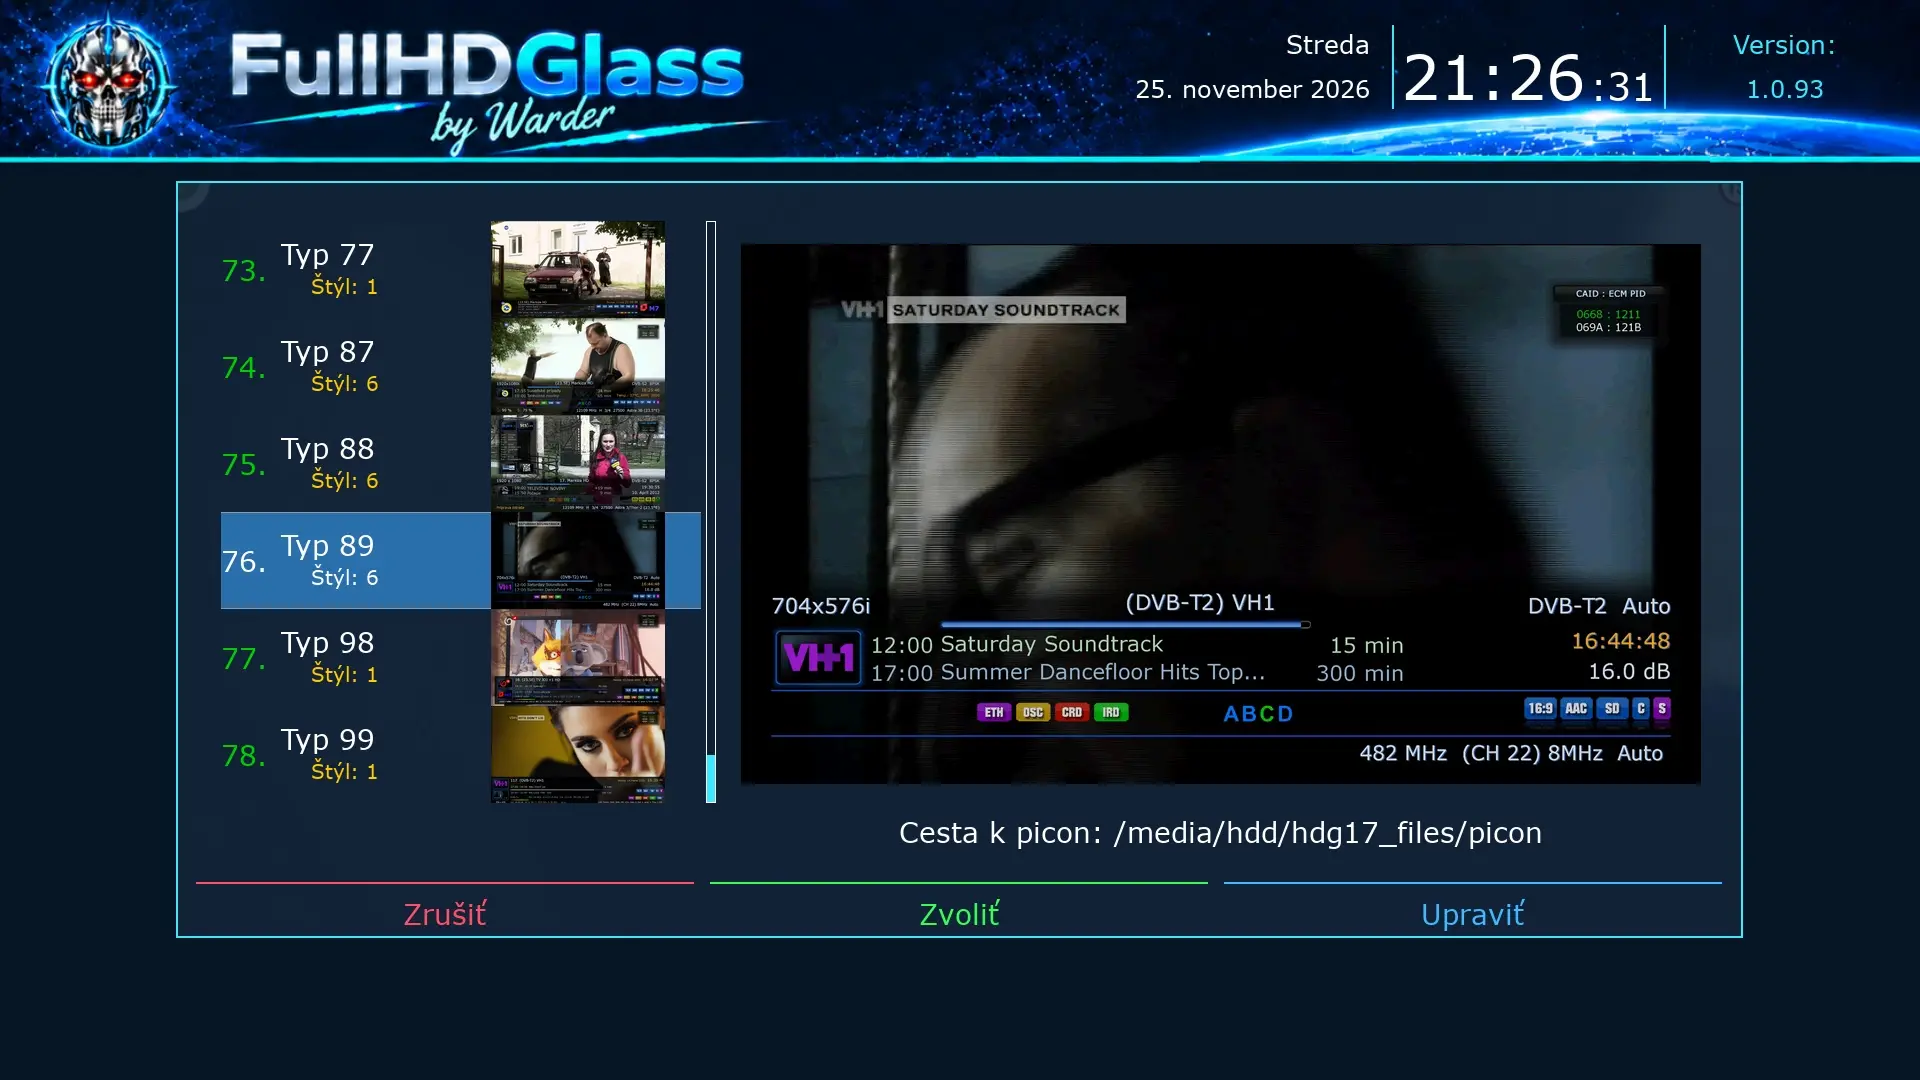 FullHDGlass
by Warder
Streda
25. november 2026
21:26:31
Version:
1.0.93
73.
Typ 77
Štýl: 1
74.
Typ 87
Štýl: 6
75.
Typ 88
Štýl: 6
76.
Typ 89
Štýl: 6
77.
Typ 98
Štýl: 1
78.
Typ 99
Štýl: 1
VH1 SATURDAY SOUNDTRACK
CAID : ECM PID
0668 : 1211
069A : 121B
704x576i
(DVB-T2) VH1
DVB-T2 Auto
VH1
12:00 Saturday Soundtrack 15 min
16:44:48
17:00 Summer Dancefloor Hits Top... 300 min
16.0 dB
ETH OSC CRD IRD
ABCD
16:9 AAC SD C S
482 MHz (CH 22) 8MHz Auto
Cesta k picon: /media/hdd/hdg17_files/picon
Zrušiť
Zvoliť
Upraviť